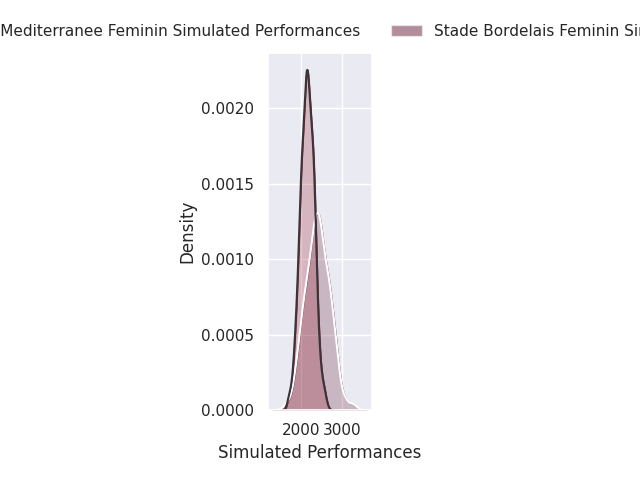 Mediterranee Feminin Simulated Performances
Stade Bordelais Feminin
0.0020
0.0015
0.0010
0.0005
0.0000
Density
2000 3000
Simulated Performances